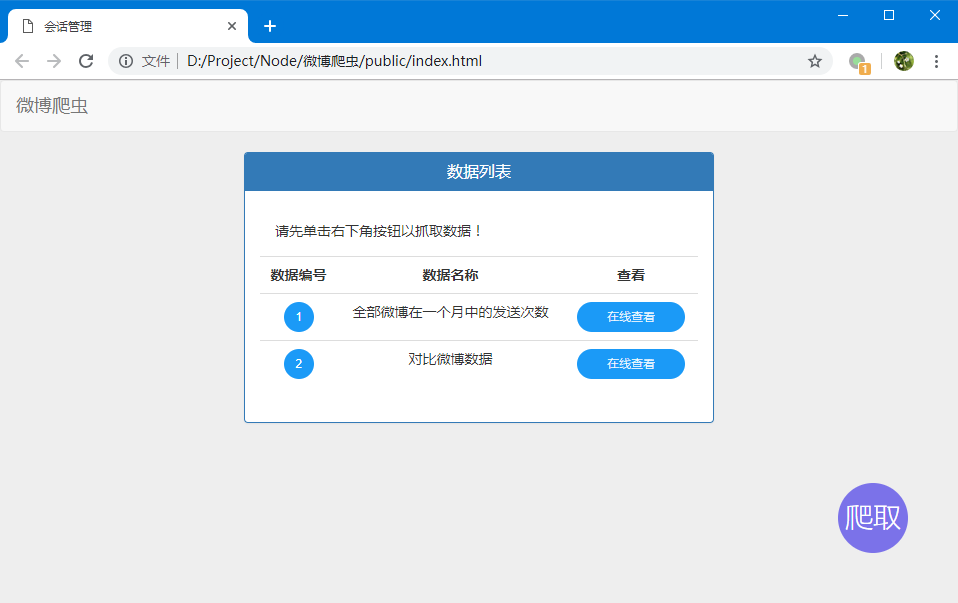 会话管理
文件 D:/Project/Node/微博爬虫/public/index.html
1
微博爬虫
数据列表
请先单击右下角按钮以抓取数据！
数据编号 数据名称 查看
1 全部微博在一个月中的发送次数 在线查看
2 对比微博数据 在线查看
爬取